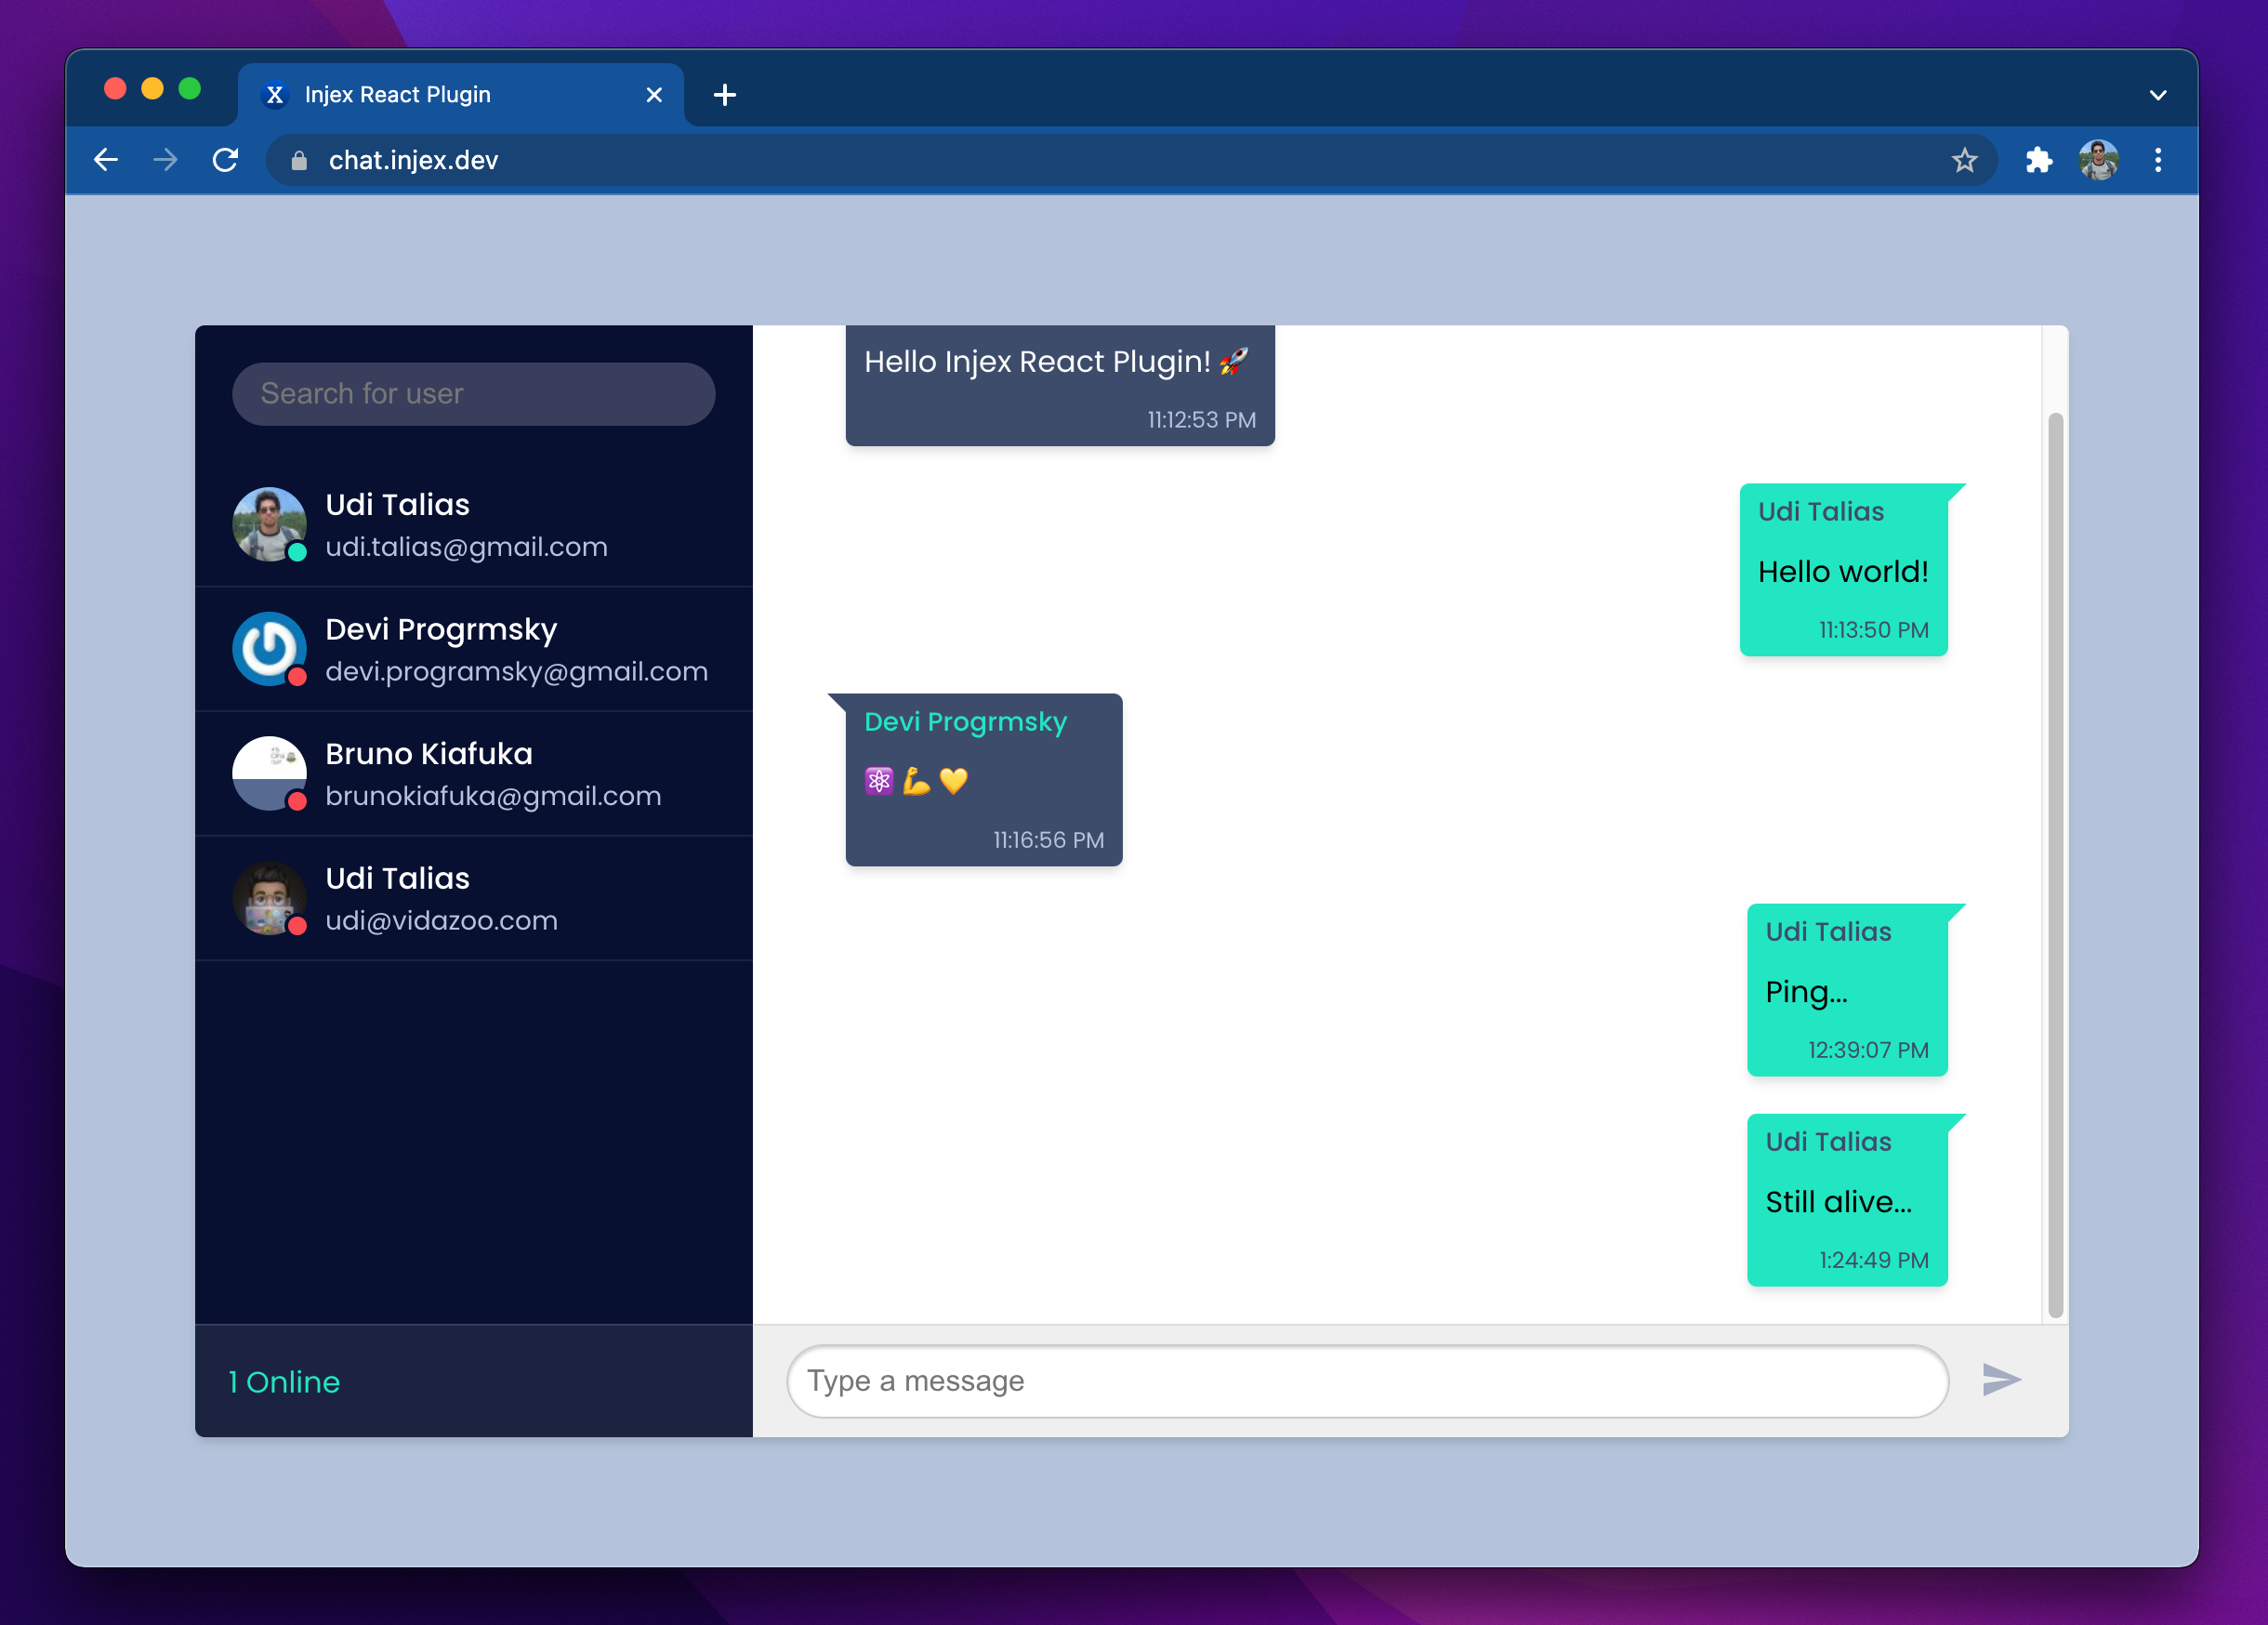 Injex React Plugin
chat.injex.dev
Search for user
Udi Talias
udi.talias@gmail.com
Devi Progrmsky
devi.programsky@gmail.com
Bruno Kiafuka
brunokiafuka@gmail.com
Udi Talias
udi@vidazoo.com
1 Online
Hello Injex React Plugin! 🚀
11:12:53 PM
Udi Talias
Hello world!
11:13:50 PM
Devi Progrmsky
⚛️ 💪 💛
11:16:56 PM
Udi Talias
Ping...
12:39:07 PM
Udi Talias
Still alive...
1:24:49 PM
Type a message